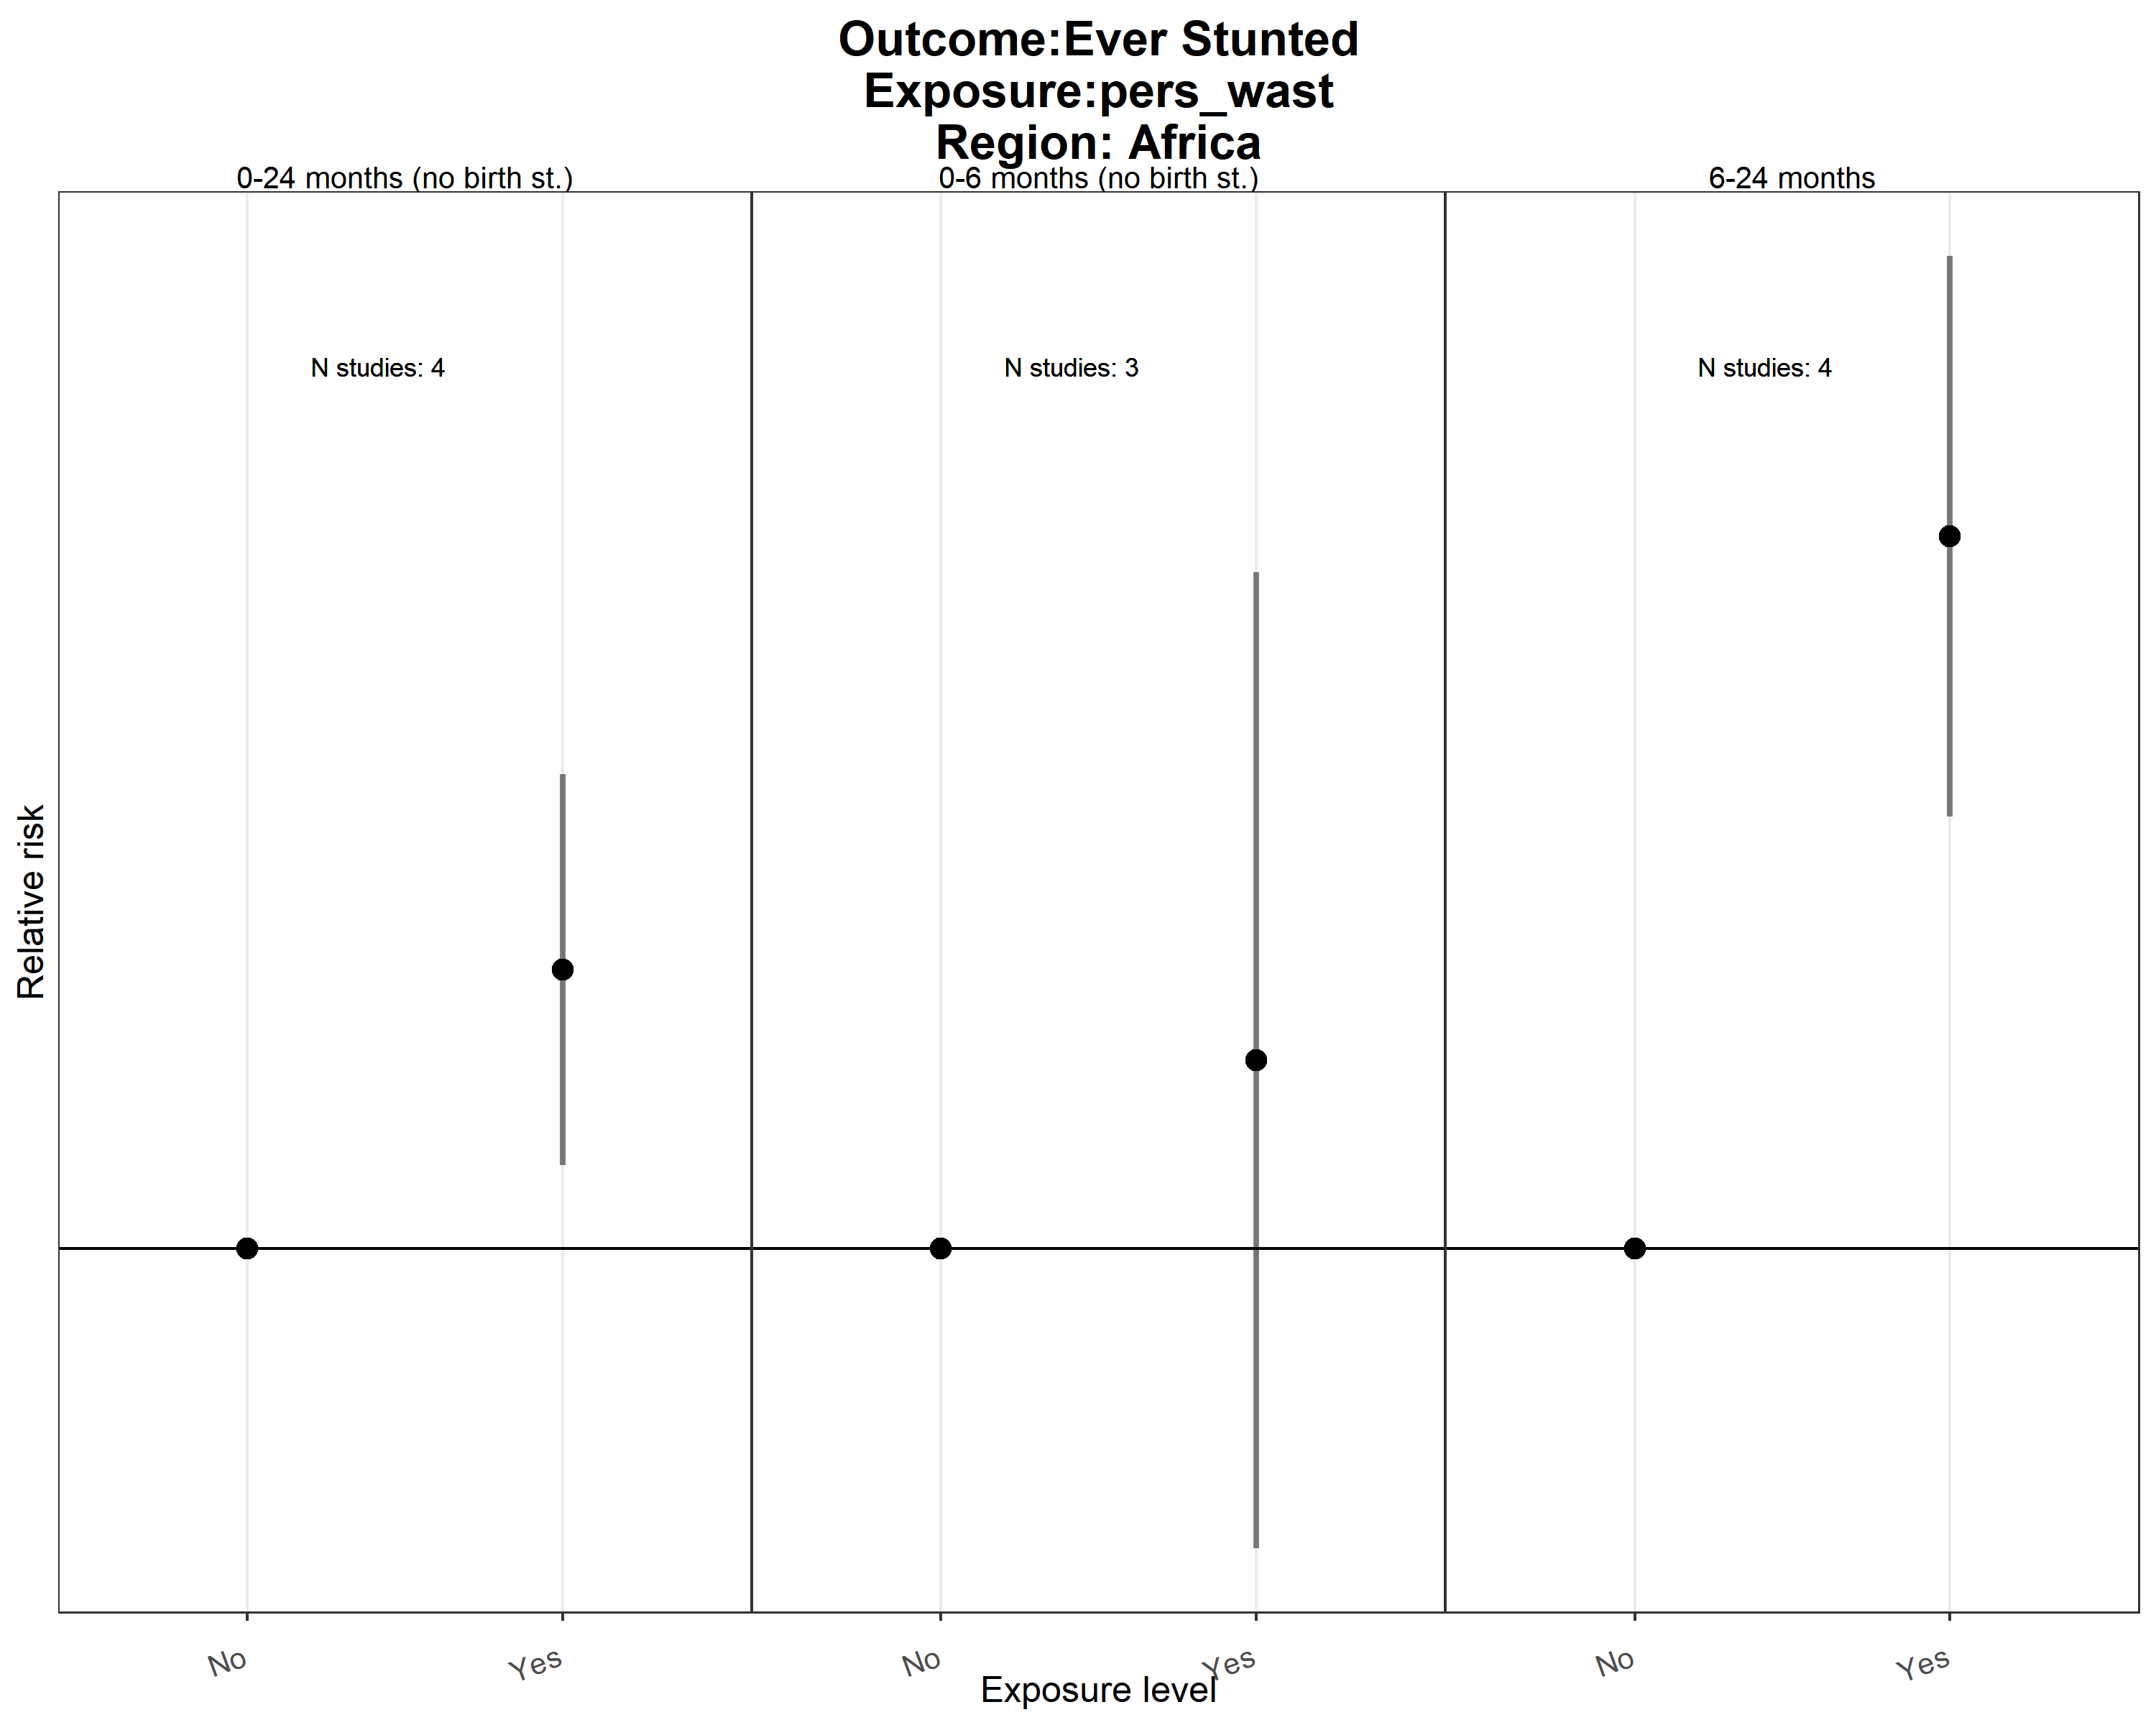 Outcome:Ever Stunted
Exposure:pers_wast
Region: Africa
0-24 months (no birth st.)
0-6 months (no birth st.)
6-24 months
N studies: 4
N studies: 3
N studies: 4
Relative risk
No
Yes
No
Yes
No
Yes
Exposure level